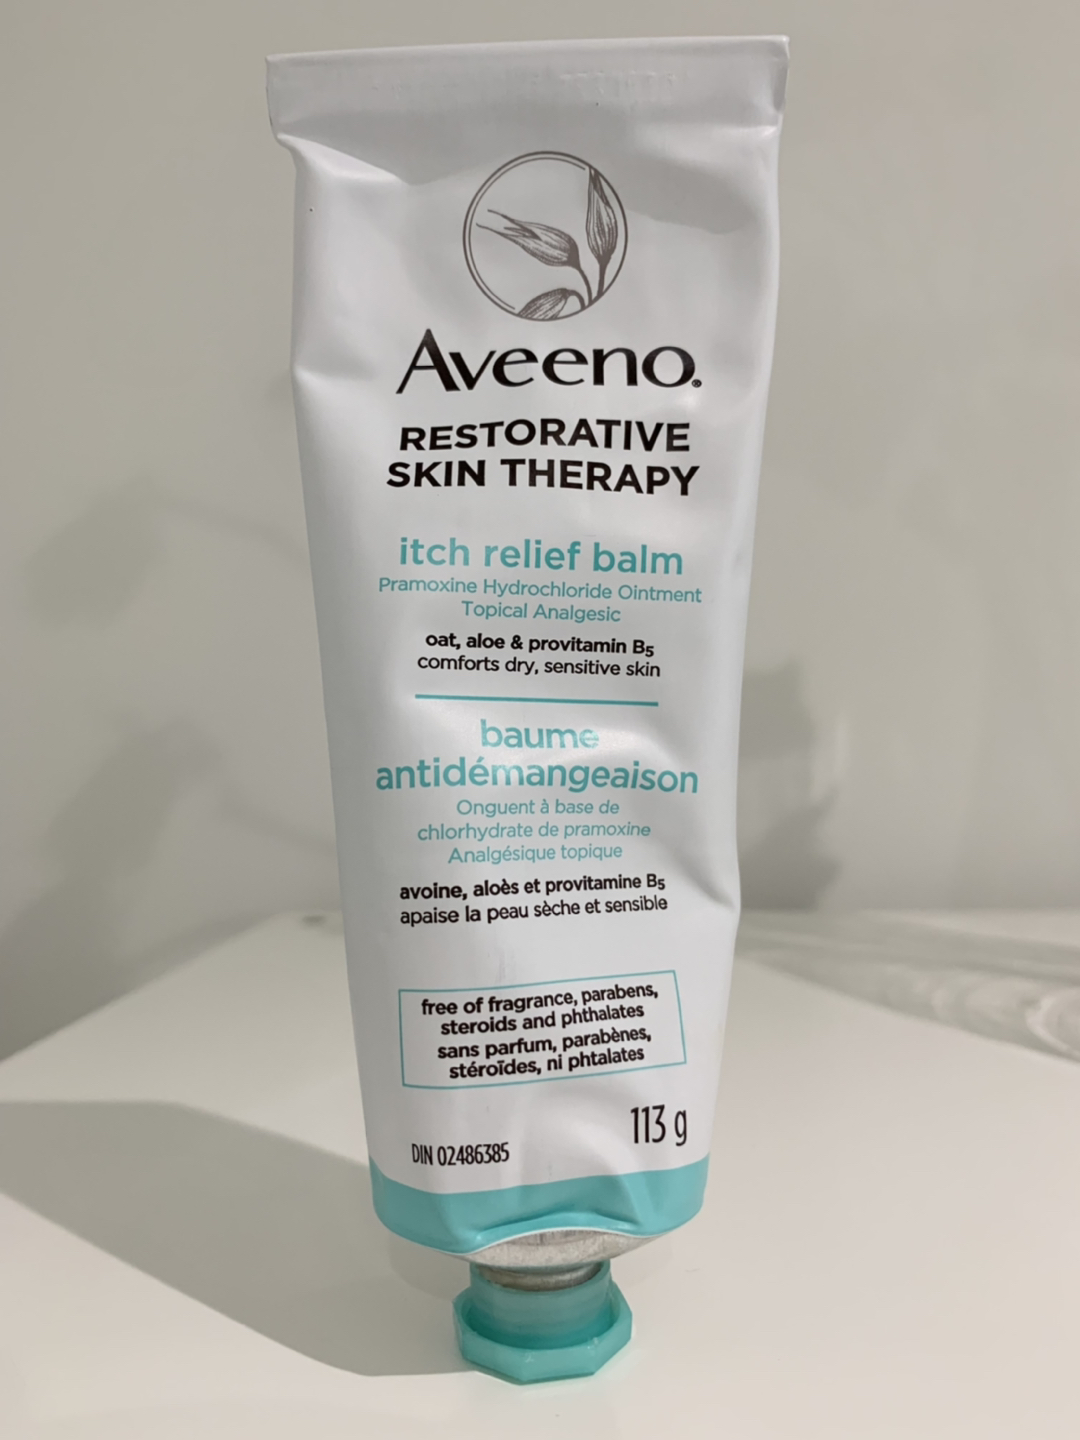 Aveeno®
RESTORATIVE
SKIN THERAPY
itch relief balm
Pramoxine Hydrochloride Ointment
Topical Analgesic
oat, aloe & provitamin B5
comforts dry, sensitive skin
baume
antidémangeaison
Onguent à base de
chlorhydrate de pramoxine
Analgésique topique
avoine, aloès et provitamine B5
apaise la peau sèche et sensible
free of fragrance, parabens,
steroids and phthalates
sans parfum, parabènes,
stéroïdes, ni phtalates
113 g
DIN 02486385